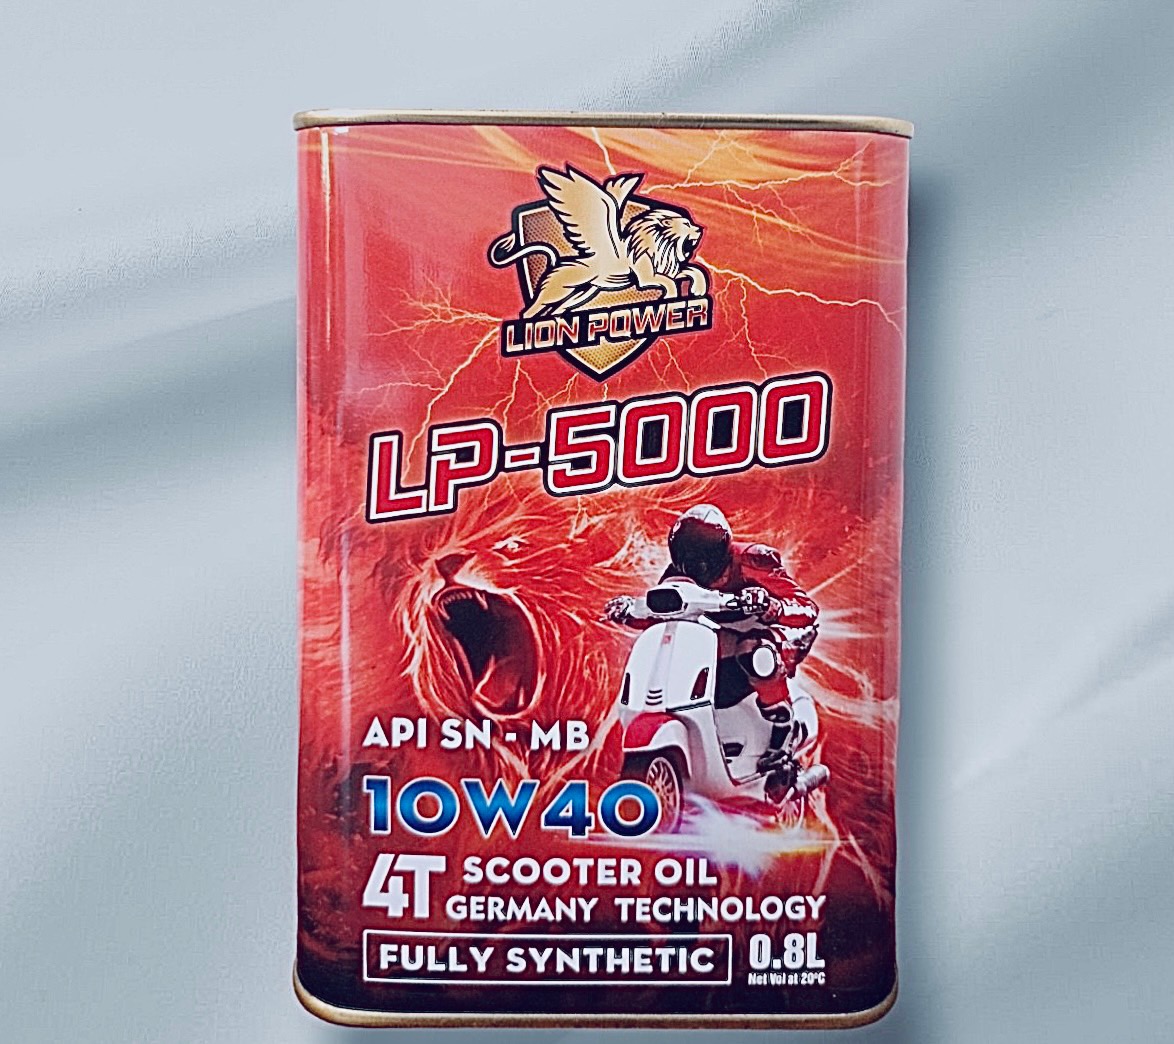 LION POWER
LP-5000
API SN - MB
10W40
4T SCOOTER OIL
GERMANY TECHNOLOGY
FULLY SYNTHETIC
0.8L
Net Vol at 20°C